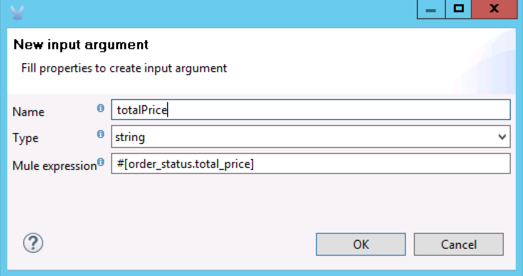 New input argument
Fill properties to create input argument
Name totalPrice
Type string
Mule expression #[order_status.total_price]
OK Cancel